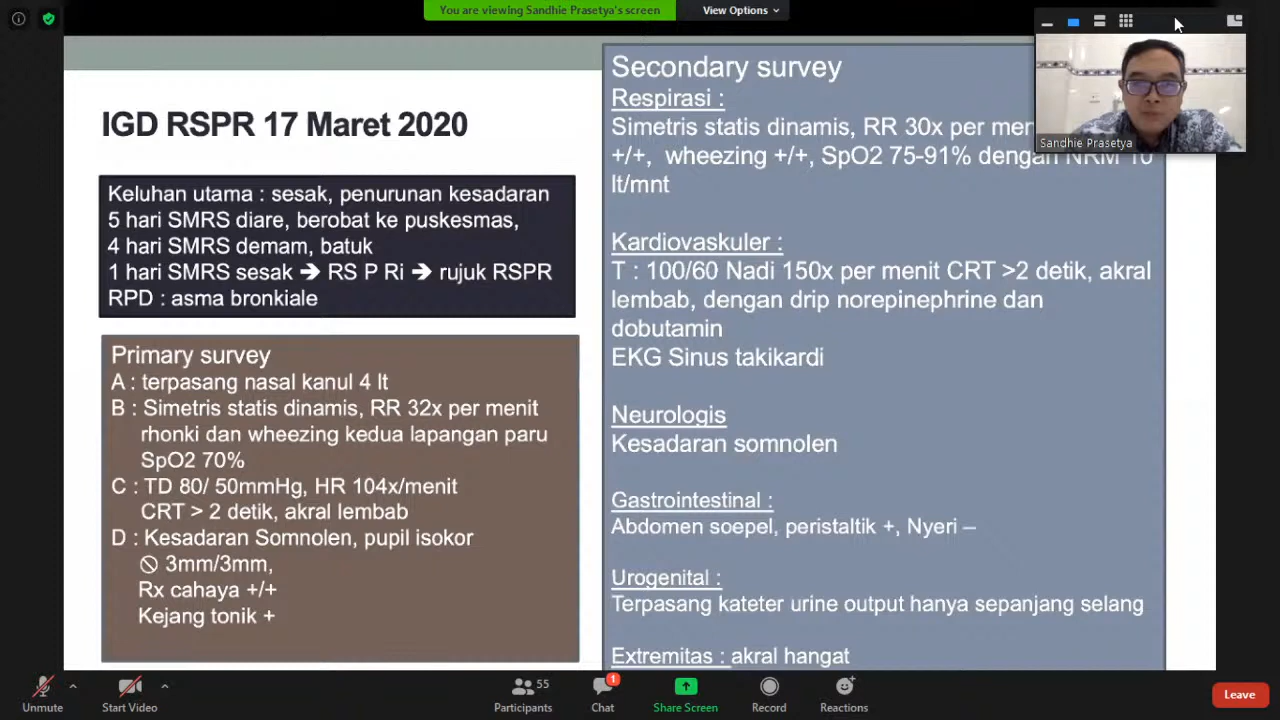 You are viewing Sandhie Prasetya's screen
View Options
IGD RSPR 17 Maret 2020
Keluhan utama : sesak, penurunan kesadaran
5 hari SMRS diare, berobat ke puskesmas,
4 hari SMRS demam, batuk
1 hari SMRS sesak ➔ RS P Ri ➔ rujuk RSPR
RPD : asma bronkiale
Primary survey
A : terpasang nasal kanul 4 lt
B : Simetris statis dinamis, RR 32x per menit
rhonki dan wheezing kedua lapangan paru
SpO2 70%
C : TD 80/ 50mmHg, HR 104x/menit
CRT > 2 detik, akral lembab
D : Kesadaran Somnolen, pupil isokor
🛇 3mm/3mm,
Rx cahaya +/+
Kejang tonik +
Secondary survey
Respirasi :
Simetris statis dinamis, RR 30x per
+/+, wheezing +/+, SpO2 75-91% dengan NRM 10
lt/mnt
Kardiovaskuler :
T : 100/60 Nadi 150x per menit CRT >2 detik, akral
lembab, dengan drip norepinephrine dan
dobutamin
EKG Sinus takikardi
Neurologis
Kesadaran somnolen
Gastrointestinal :
Abdomen soepel, peristaltik +, Nyeri –
Urogenital :
Terpasang kateter urine output hanya sepanjang selang
Extremitas : akral hangat
Sandhie Prasetya
Unmute
Start Video
55
Participants
1
Chat
Share Screen
Record
Reactions
Leave